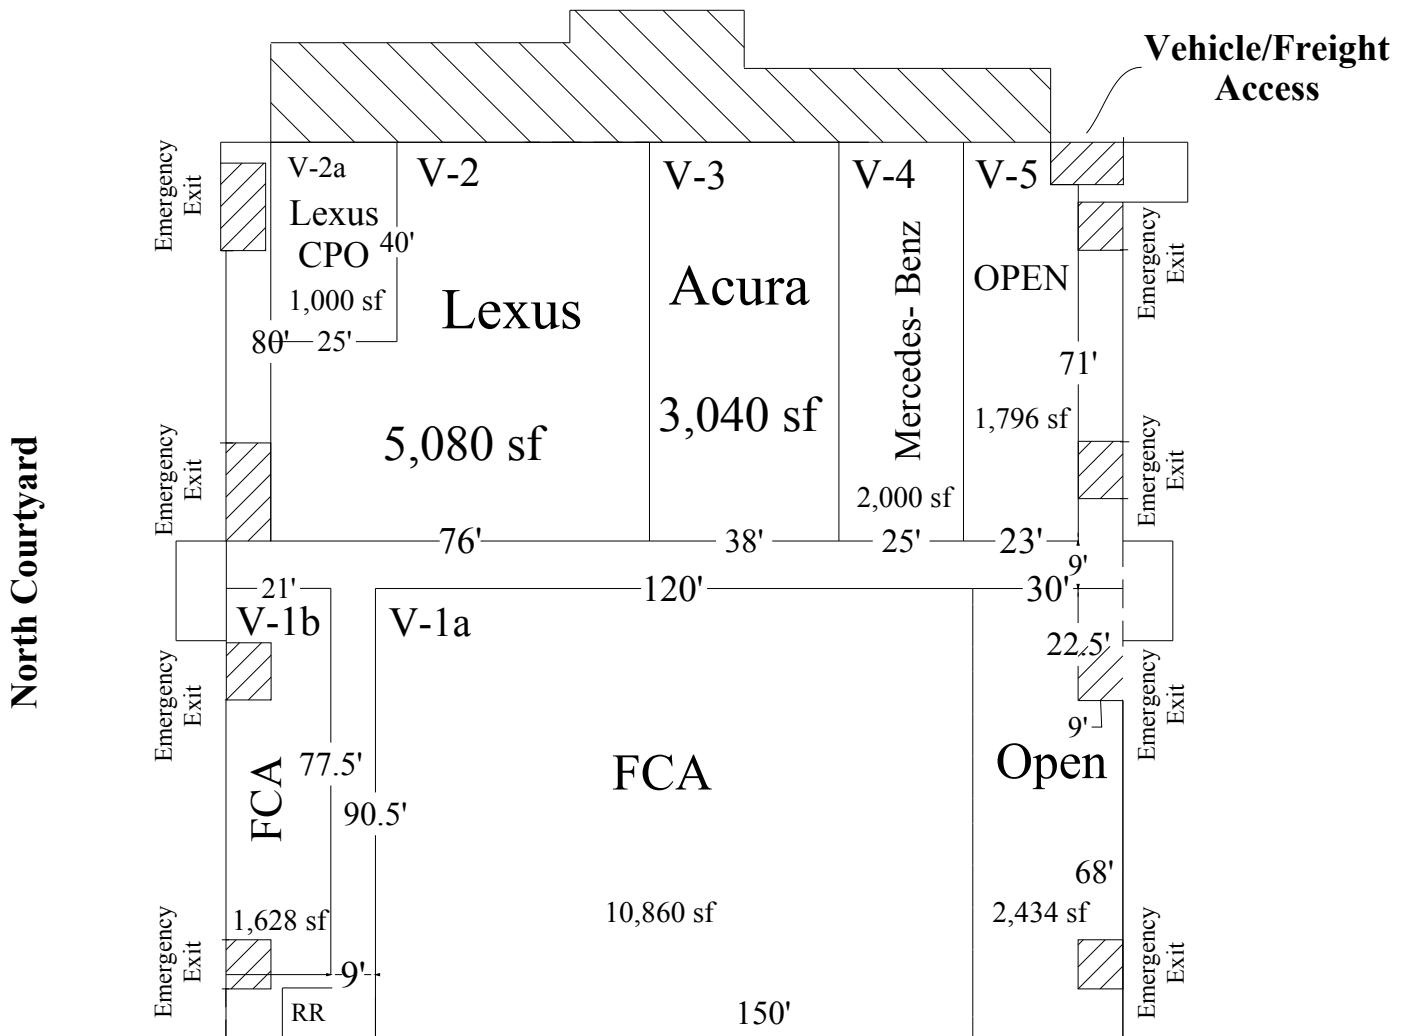 Vehicle/Freight
Access
Emergency
Exit
V-2a
Lexus
CPO
40'
1,000 sf
80'
25'
V-2
Lexus
5,080 sf
76'
V-3
Acura
3,040 sf
38'
V-4
Mercedes- Benz
2,000 sf
25'
V-5
OPEN
71'
1,796 sf
23'
Emergency
Exit
Emergency
Exit
Emergency
Exit
North Courtyard
9'
21'
120'
30'
V-1b
V-1a
22.5'
Emergency
Exit
Emergency
Exit
9'
77.5'
90.5'
FCA
FCA
Open
68'
1,628 sf
10,860 sf
2,434 sf
Emergency
Exit
Emergency
Exit
9'
RR
150'